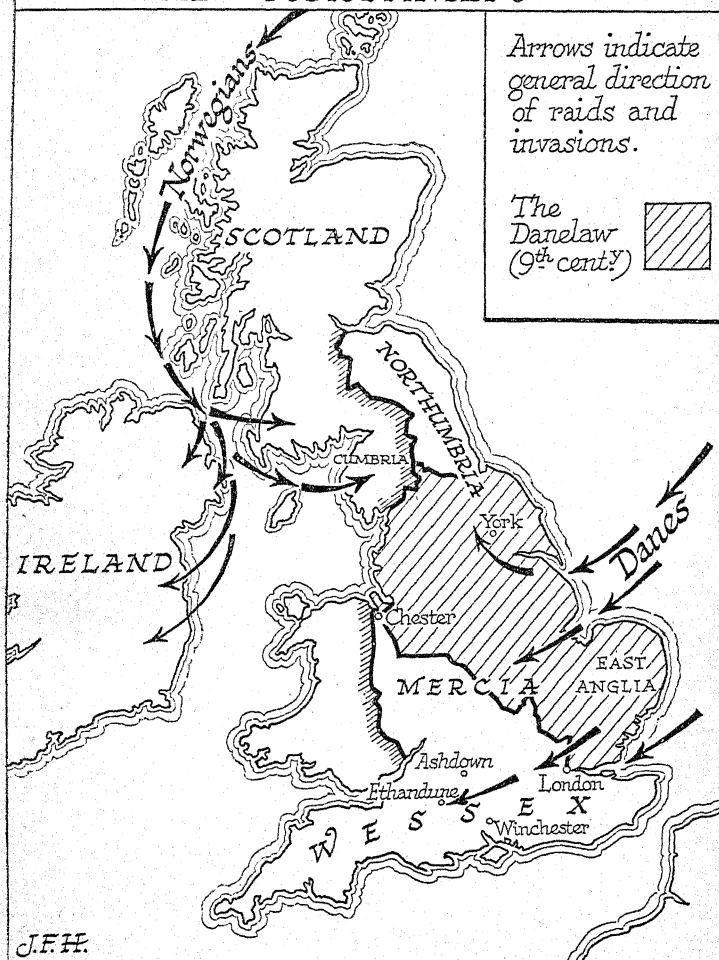 Arrows indicate
general direction
of raids and
invasions.
The
Danelaw
(9th centy)
Norwegians
SCOTLAND
NORTHUMBRIA
CUMBRIA
York
Danes
IRELAND
Chester
EAST
ANGLIA
MERCIA
Ashdown
London
Ethandune
WESSEX
Winchester
J.F.H.